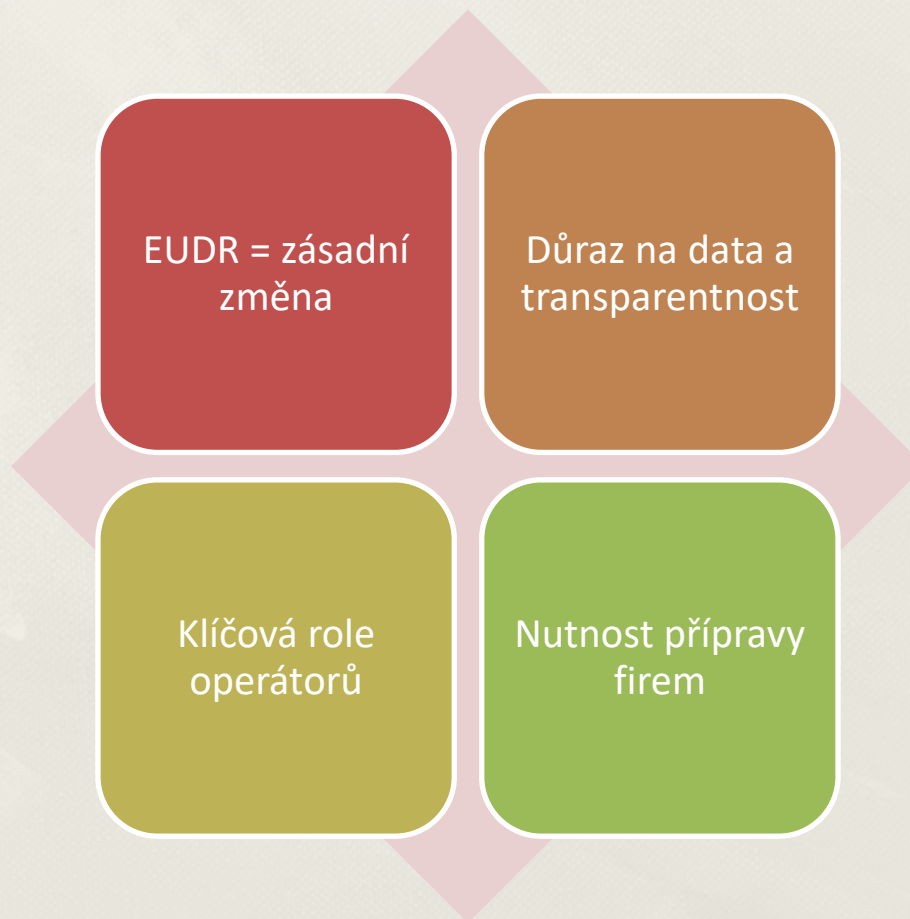 EUDR = zásadní
změna
Důraz na data a
transparentnost
Klíčová role
operátorů
Nutnost přípravy
firem